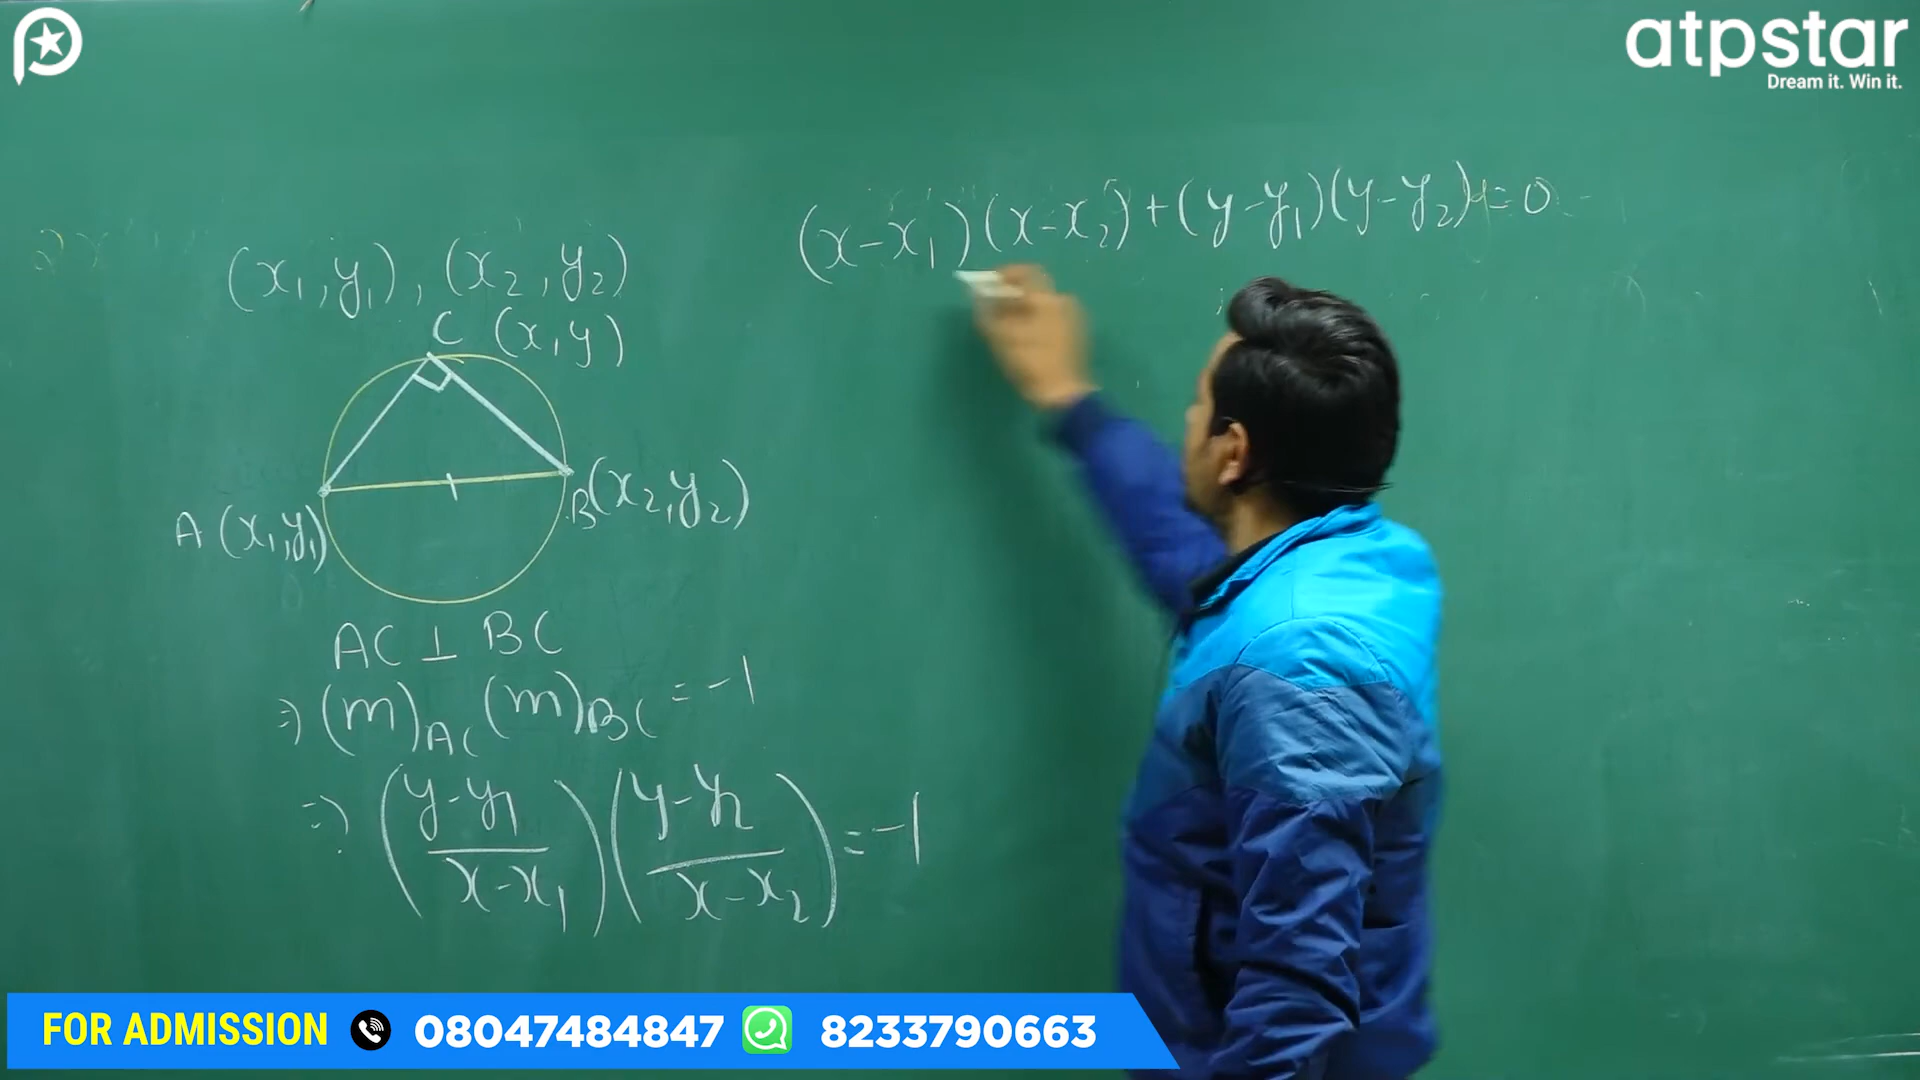 atpstar
Dream it. Win it.
(x-x₁)(x-x₂)+(y-y₁)(y-y₂)=0
(x₁,y₁), (x₂,y₂)
C (x,y)
A (x₁,y₁)
B(x₂,y₂)
AC ⊥ BC
⇒ (m)AC (m)BC = -1
⇒ ((y-y₁)/(x-x₁))((y-y₂)/(x-x₂)) = -1
FOR ADMISSION 08047484847 8233790663